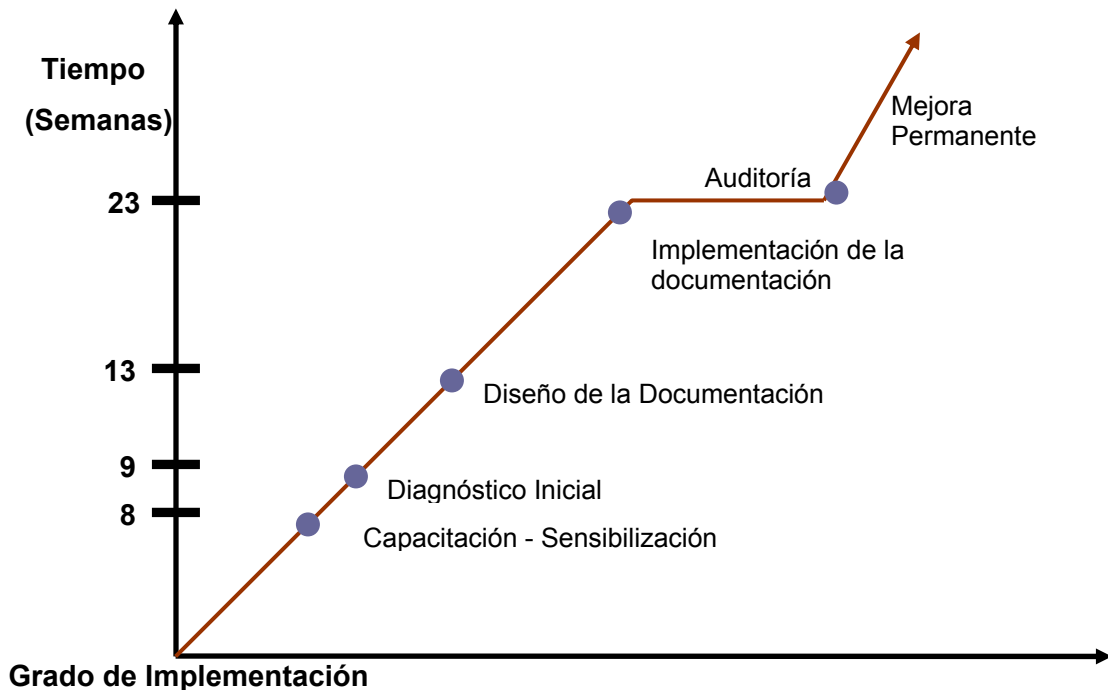 Tiempo
(Semanas)
Mejora
Permanente
Auditoría
23
Implementación de la
documentación
13
Diseño de la Documentación
9
Diagnóstico Inicial
8
Capacitación - Sensibilización
Grado de Implementación